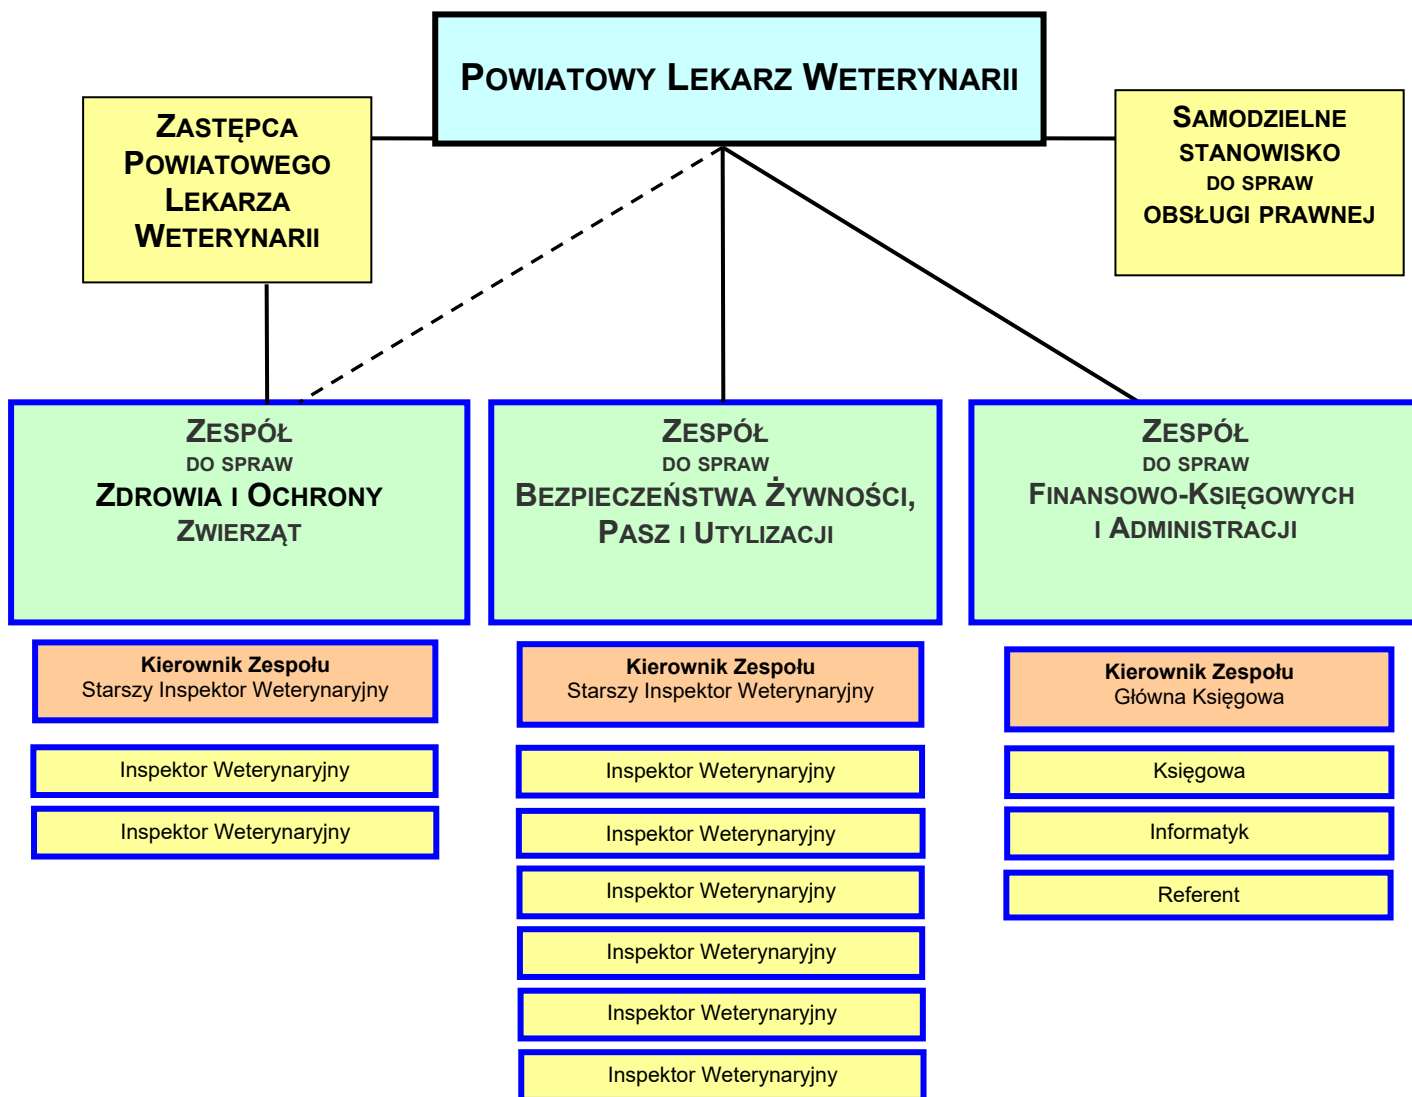 Powiatowy Lekarz Weterynarii
Zastępca
Powiatowego
Lekarza
Weterynarii
Samodzielne
stanowisko
do spraw
obsługi prawnej
Zespół
do spraw
Zdrowia i Ochrony
Zwierząt
Zespół
do spraw
Bezpieczeństwa Żywności,
Pasz i Utylizacji
Zespół
do spraw
Finansowo-Księgowych
i Administracji
Kierownik Zespołu
Starszy Inspektor Weterynaryjny
Inspektor Weterynaryjny
Inspektor Weterynaryjny
Kierownik Zespołu
Starszy Inspektor Weterynaryjny
Inspektor Weterynaryjny
Inspektor Weterynaryjny
Inspektor Weterynaryjny
Inspektor Weterynaryjny
Inspektor Weterynaryjny
Inspektor Weterynaryjny
Kierownik Zespołu
Główna Księgowa
Księgowa
Informatyk
Referent